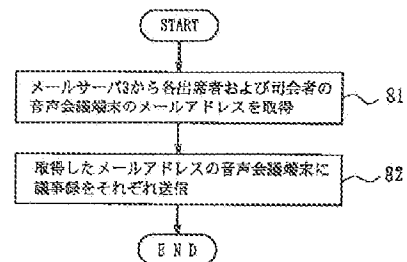 START
メールサーバ3から各出席者および司会者の
音声会議端末のメールアドレスを取得
81
取得したメールアドレスの音声会議端末に
議事録をそれぞれ送信
82
END